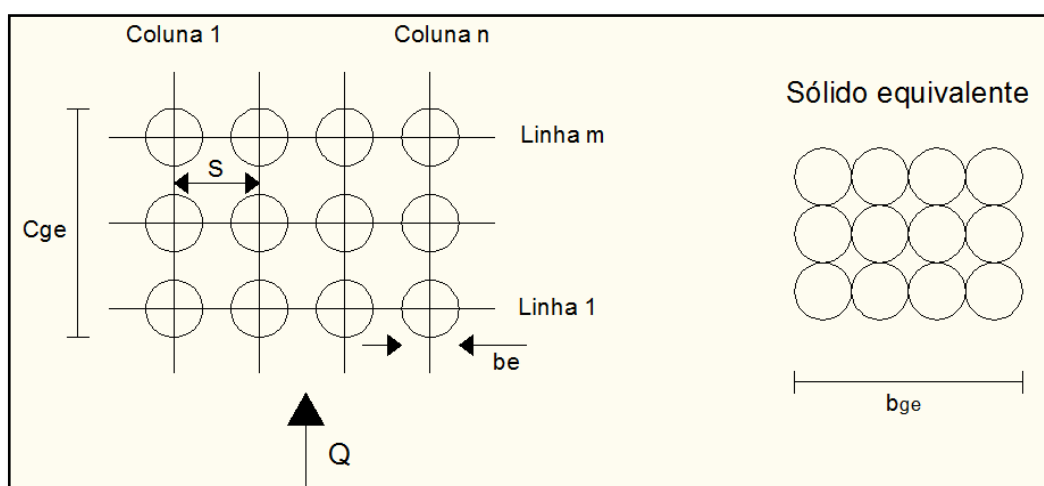 Coluna 1
Coluna n
Sólido equivalente
Linha m
S
Cge
Linha 1
be
bge
Q